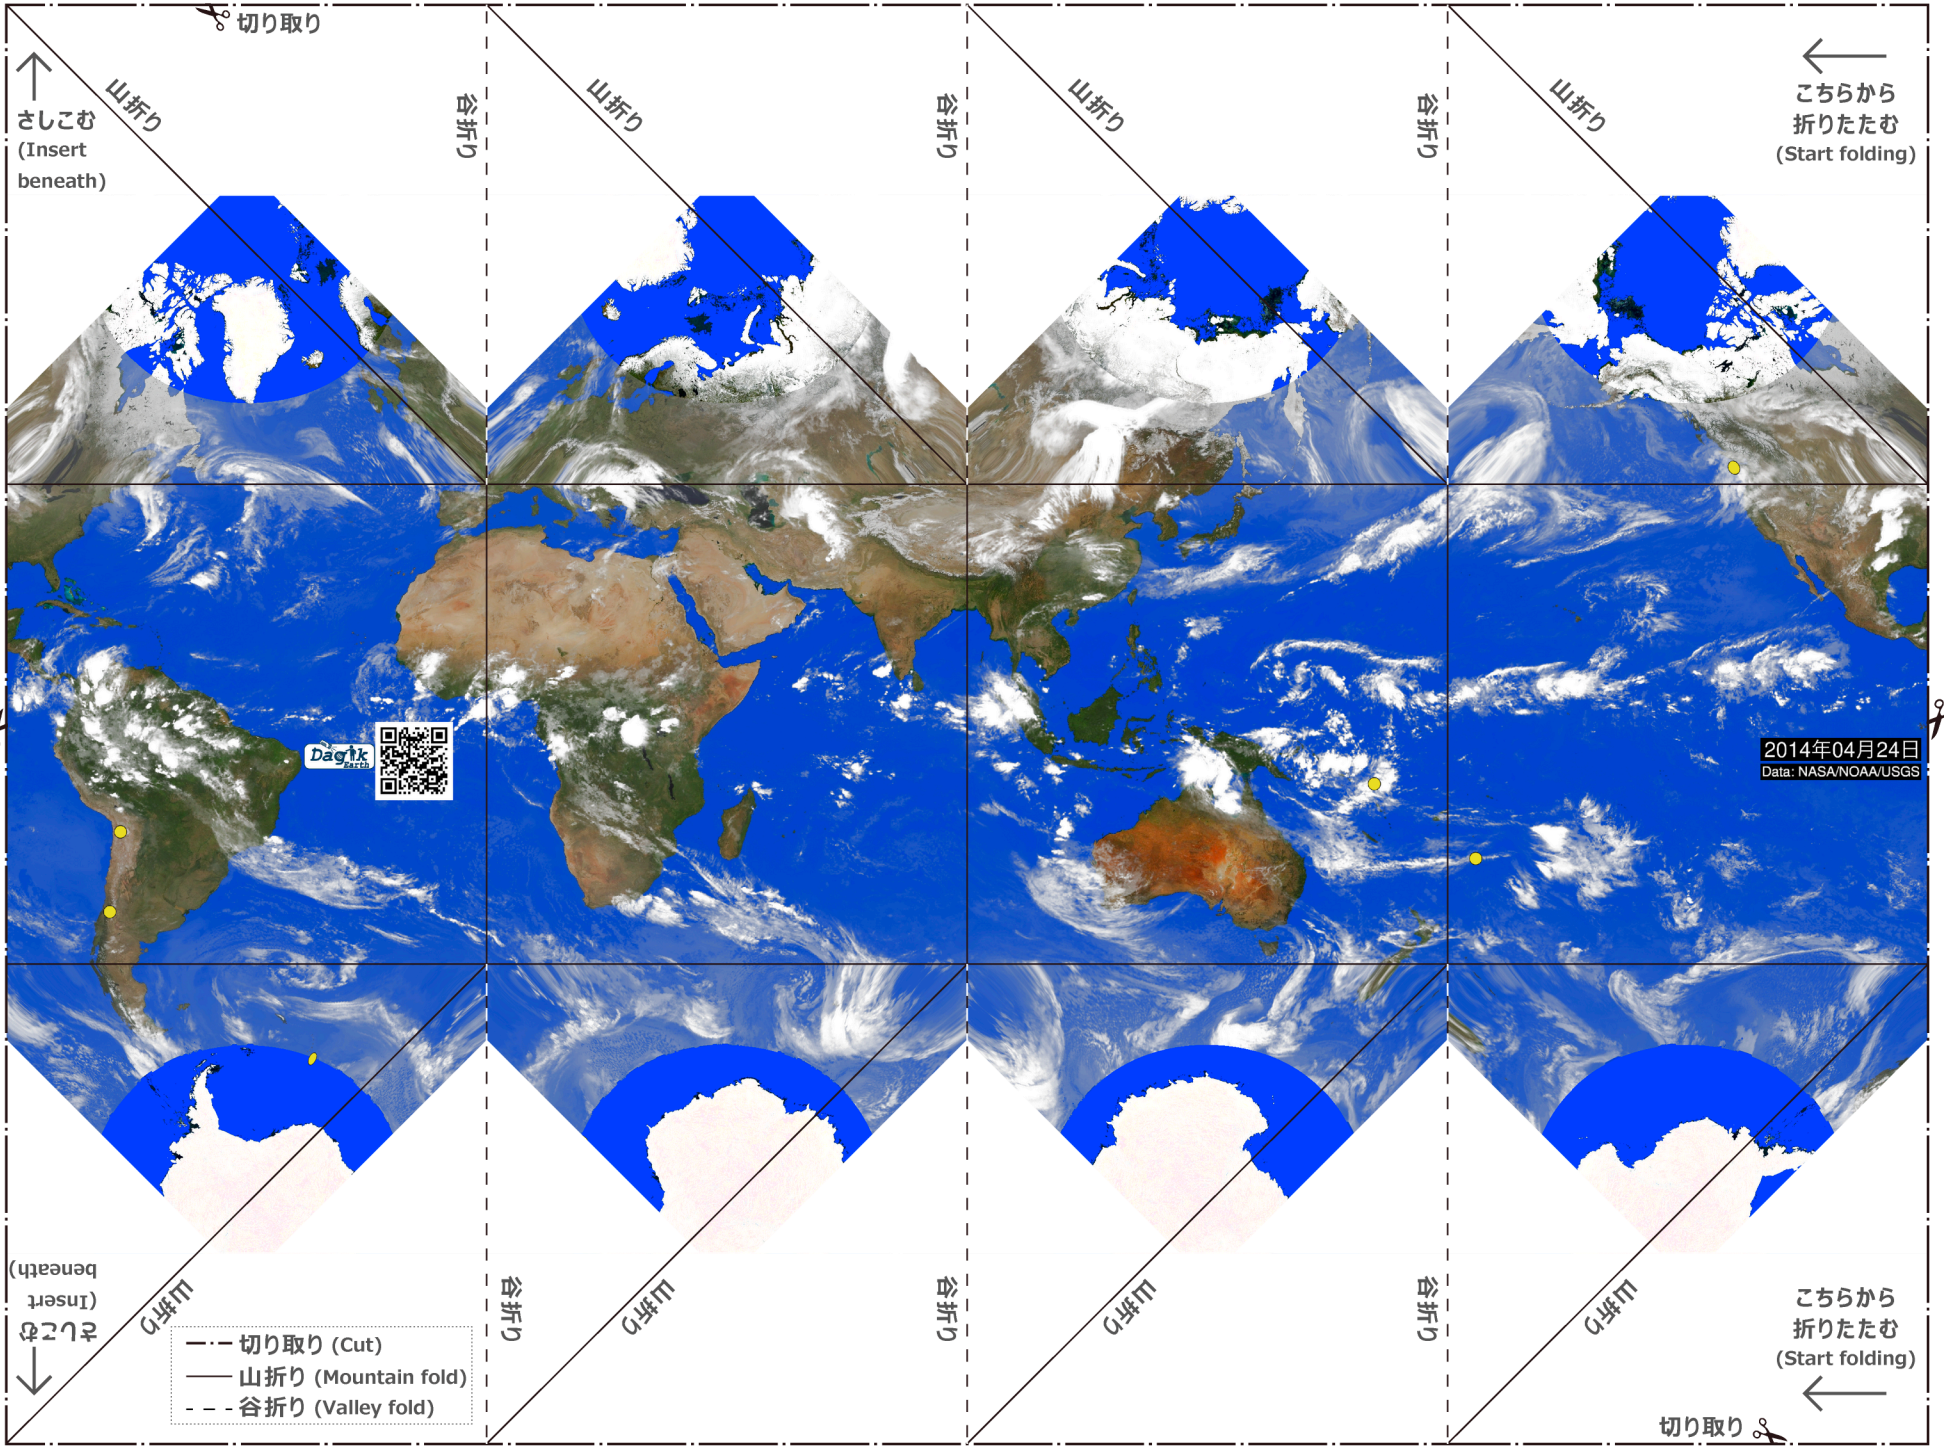 切り取り
山折り
谷折り
山折り
谷折り
山折り
谷折り
山折り
さしこむ
(Insert
beneath)
こちらから
折りたたむ
(Start folding)
Dagik
Earth
2014年04月24日
Data: NASA/NOAA/USGS
さしこむ
(Insert
beneath)
山折り
谷折り
山折り
谷折り
山折り
谷折り
山折り
切り取り (Cut)
山折り (Mountain fold)
谷折り (Valley fold)
こちらから
折りたたむ
(Start folding)
切り取り